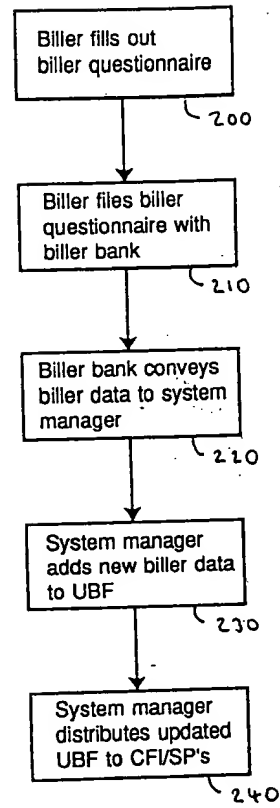 Biller fills out
biller questionnaire
200
Biller files biller
questionnaire with
biller bank
210
Biller bank conveys
biller data to system
manager
220
System manager
adds new biller data
to UBF
230
System manager
distributes updated
UBF to CFI/SP's
240